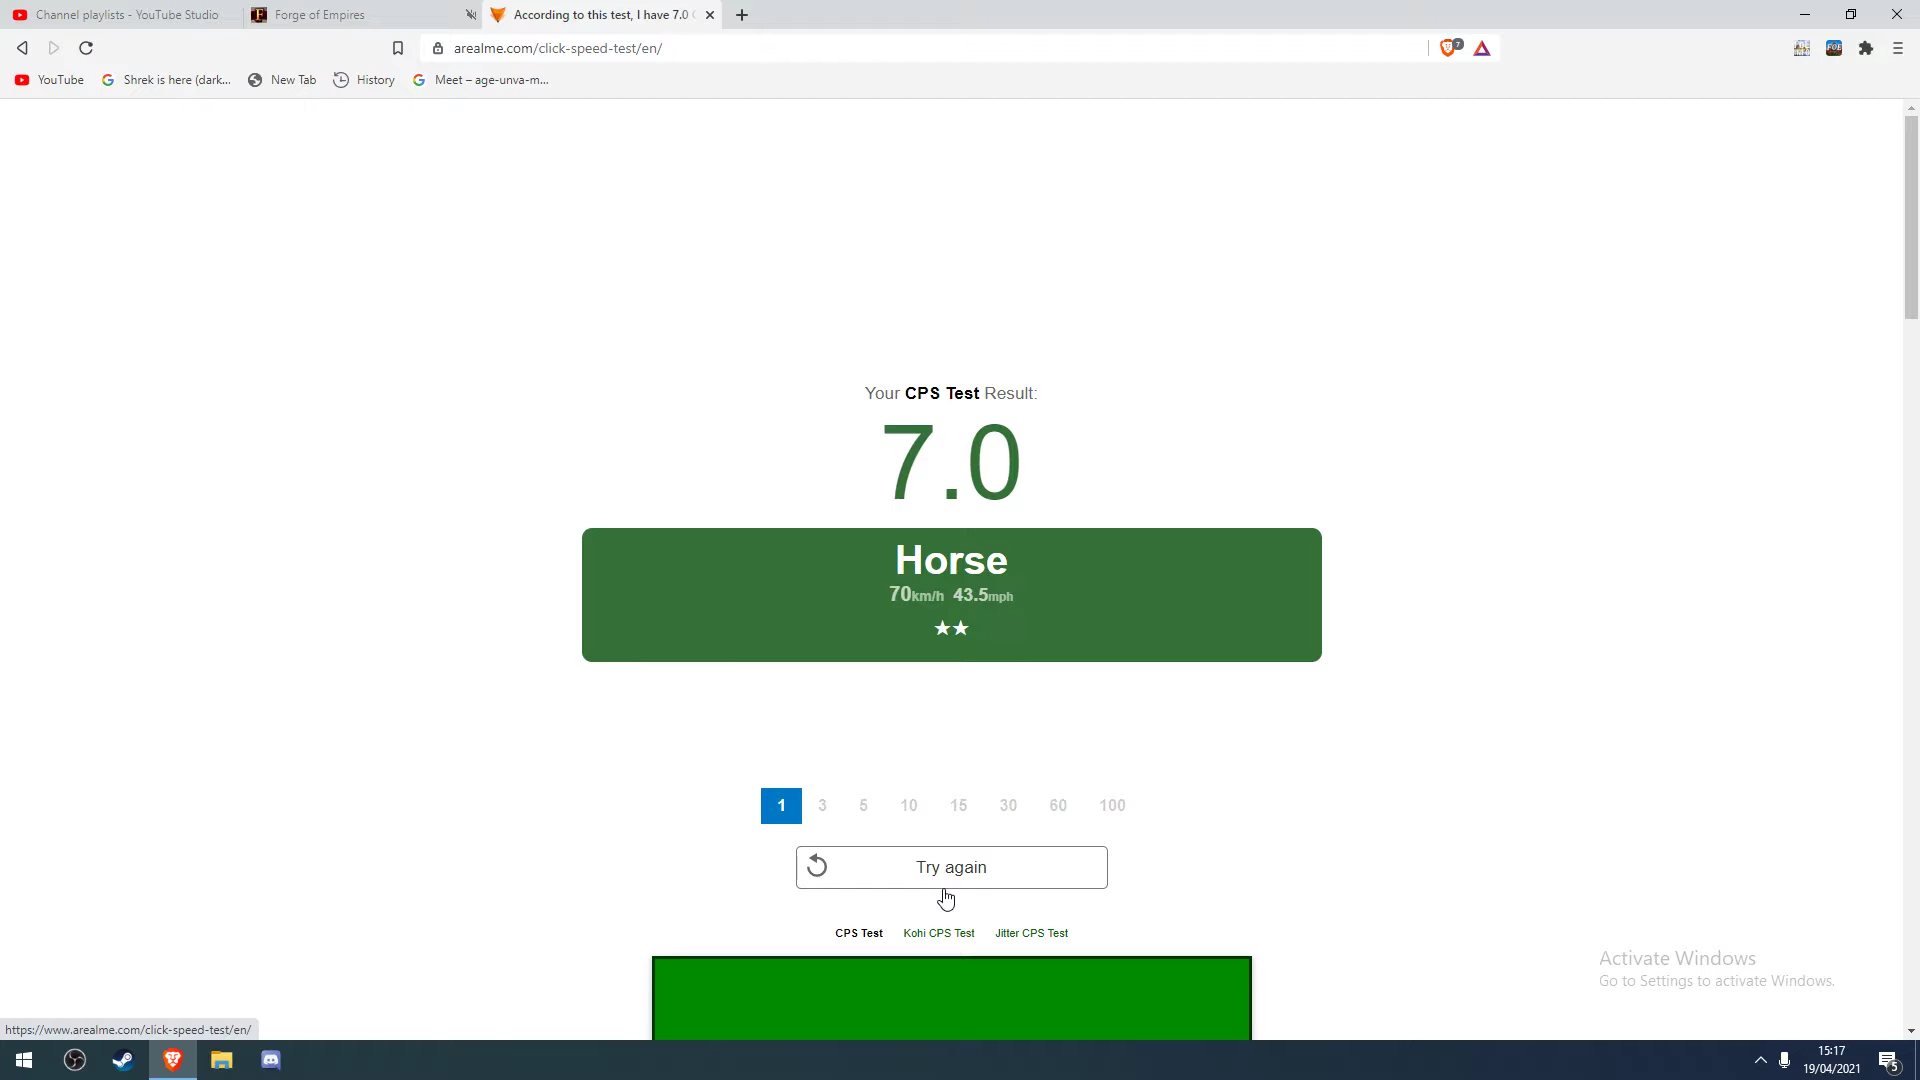 Channel playlists - YouTube Studio
Forge of Empires
According to this test, I have 7.0
arealme.com/click-speed-test/en/
7
FOE
YouTube
Shrek is here (dark...
New Tab
History
Meet – age-unva-m...
Your CPS Test Result:
7.0
Horse
70km/h 43.5mph
★★
1 3 5 10 15 30 60 100
Try again
CPS Test Kohi CPS Test Jitter CPS Test
Activate Windows
Go to Settings to activate Windows.
https://www.arealme.com/click-speed-test/en/
15:17
19/04/2021
5